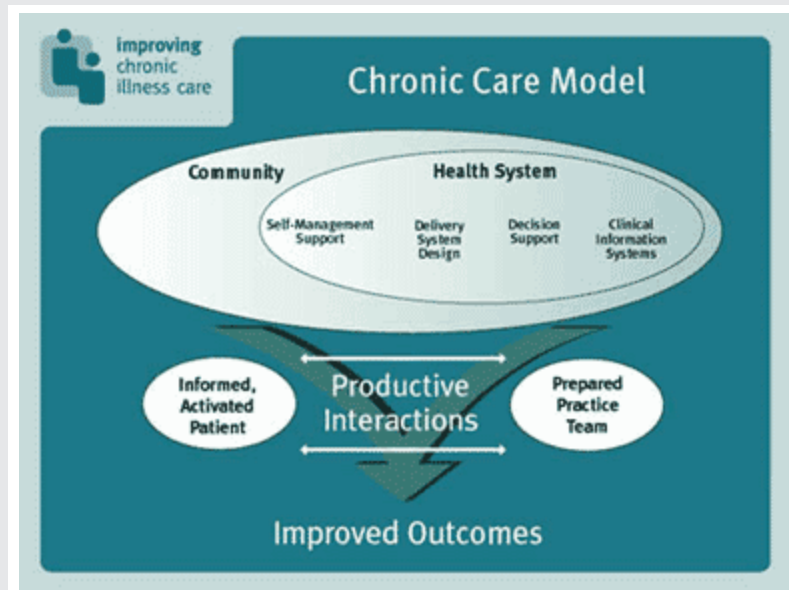 improving
chronic
illness care
Chronic Care Model
Community
Health System
Self-Management
Support
Delivery
System
Design
Decision
Support
Clinical
Information
Systems
Informed,
Activated
Patient
Productive
Interactions
Prepared
Practice
Team
Improved Outcomes